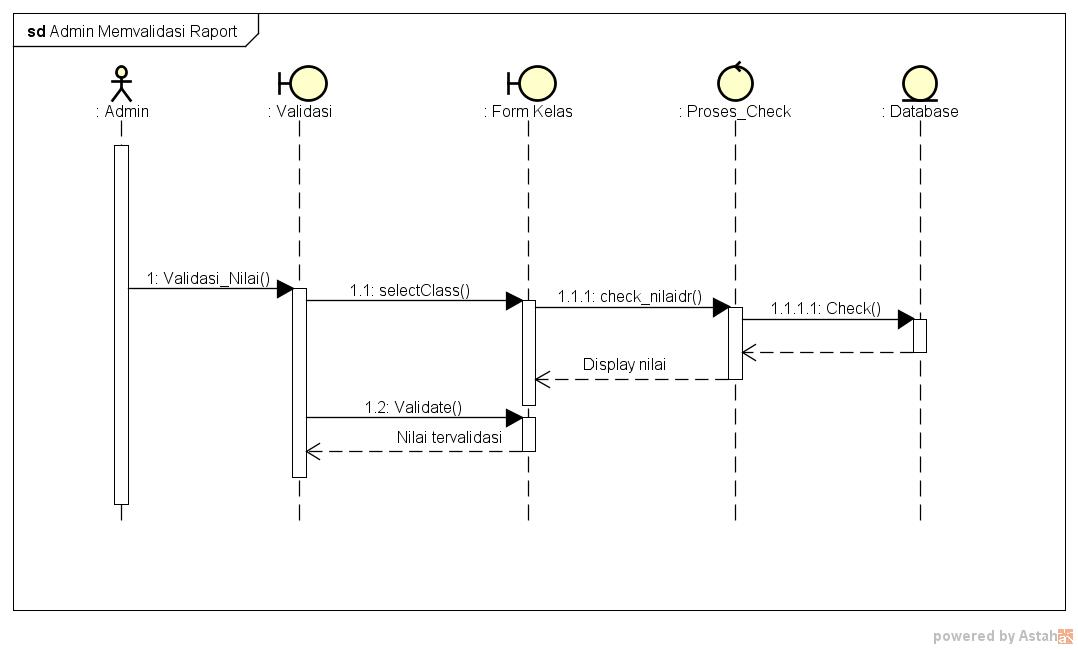 sd Admin Memvalidasi Raport
: Admin
: Validasi
: Form Kelas
: Proses_Check
: Database
1: Validasi_Nilai()
1.1: selectClass()
1.1.1: check_nilaidr()
1.1.1.1: Check()
Display nilai
1.2: Validate()
Nilai tervalidasi
powered by Astah